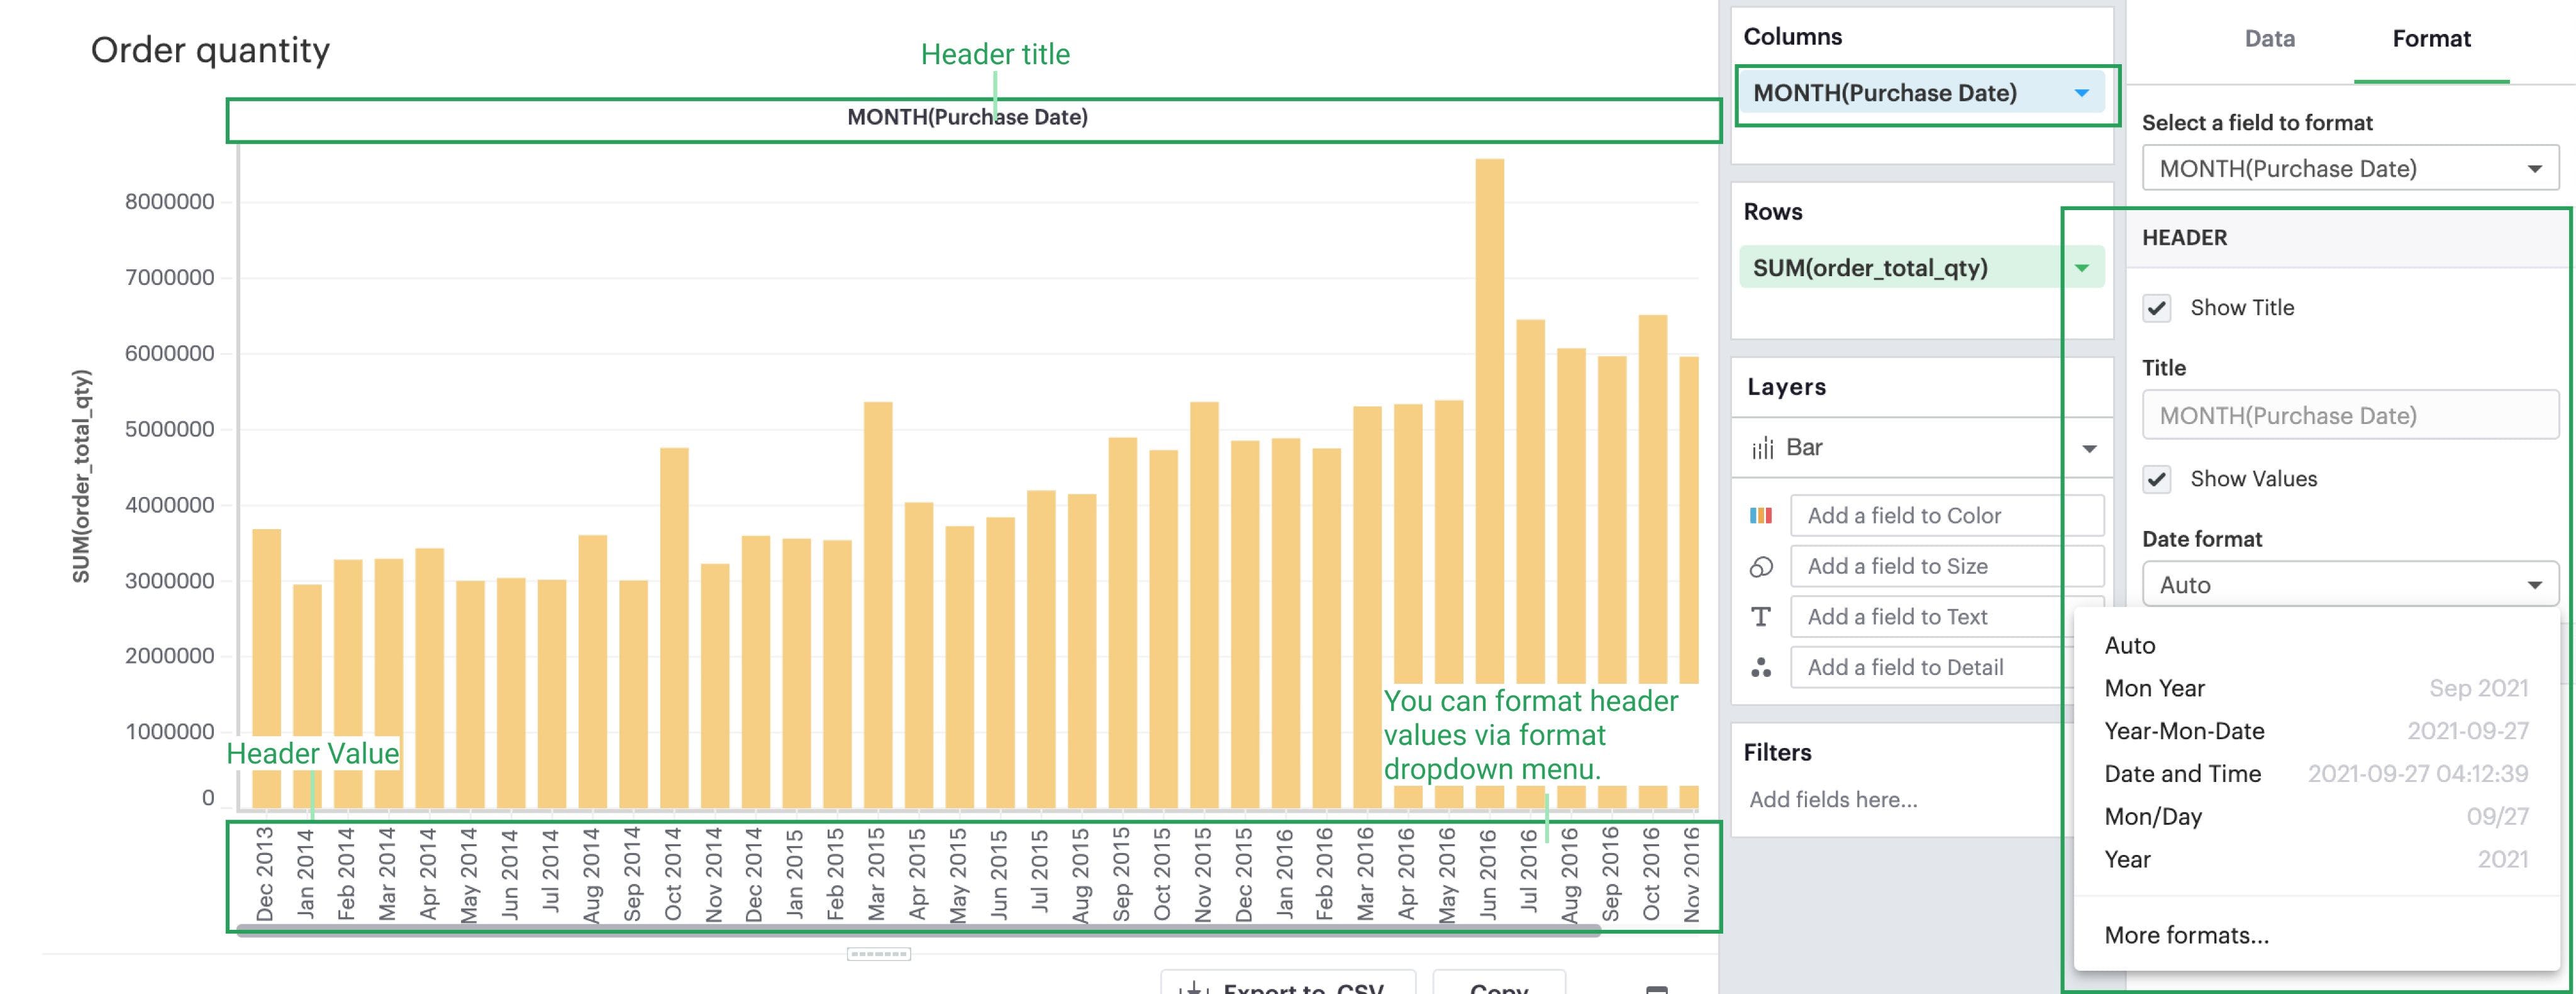 Order quantity
Header title
MONTH(Purchase Date)
SUM(order_total_qty)
8000000
7000000
6000000
5000000
4000000
3000000
2000000
1000000
0
Header Value
You can format header
values via format
dropdown menu.
Dec 2013
Jan 2014
Feb 2014
Mar 2014
Apr 2014
May 2014
Jun 2014
Jul 2014
Aug 2014
Sep 2014
Oct 2014
Nov 2014
Dec 2014
Jan 2015
Feb 2015
Mar 2015
Apr 2015
May 2015
Jun 2015
Jul 2015
Aug 2015
Sep 2015
Oct 2015
Nov 2015
Dec 2015
Jan 2016
Feb 2016
Mar 2016
Apr 2016
May 2016
Jun 2016
Jul 2016
Aug 2016
Sep 2016
Oct 2016
Nov 2016
Export to CSV
Copy
Columns
MONTH(Purchase Date)
Rows
SUM(order_total_qty)
Layers
Bar
Add a field to Color
Add a field to Size
T Add a field to Text
Add a field to Detail
Filters
Add fields here...
Data Format
Select a field to format
MONTH(Purchase Date)
HEADER
Show Title
Title
MONTH(Purchase Date)
Show Values
Date format
Auto
Auto
Mon Year Sep 2021
Year-Mon-Date 2021-09-27
Date and Time 2021-09-27 04:12:39
Mon/Day 09/27
Year 2021
More formats...